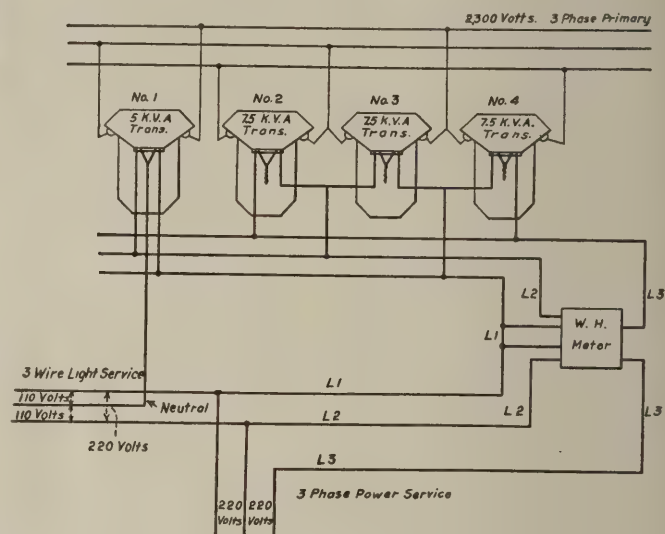 2,300 Volts. 3 Phase Primary
No. 1
No. 2
No. 3
No. 4
5 K.V.A
Trans.
7.5 K.V.A
Trans.
7.5 K.V.A
Trans.
7.5 K.V.A.
Trans.
L2
L3
L1
W. H.
Meter
3 Wire Light Service
110 Volts
110 Volts
Neutral
220 Volts
L1
L2
L2
L3
L3
3 Phase Power Service
220
Volts
220
Volts